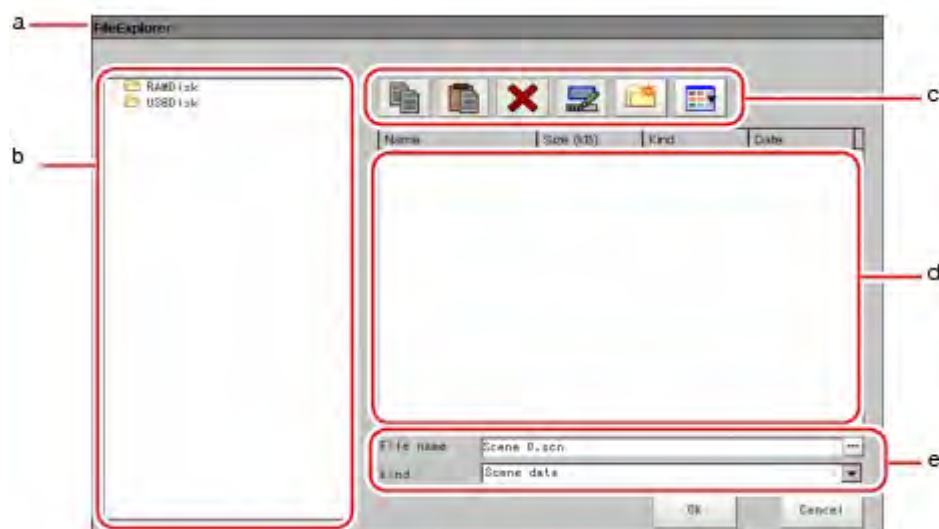 a
FileExplorer
RAMDisk
USBDisk
c
b
Name Size (kB) Kind Date
d
File name Scene 0.scn ...
kind Scene data
e
Ok Cancel